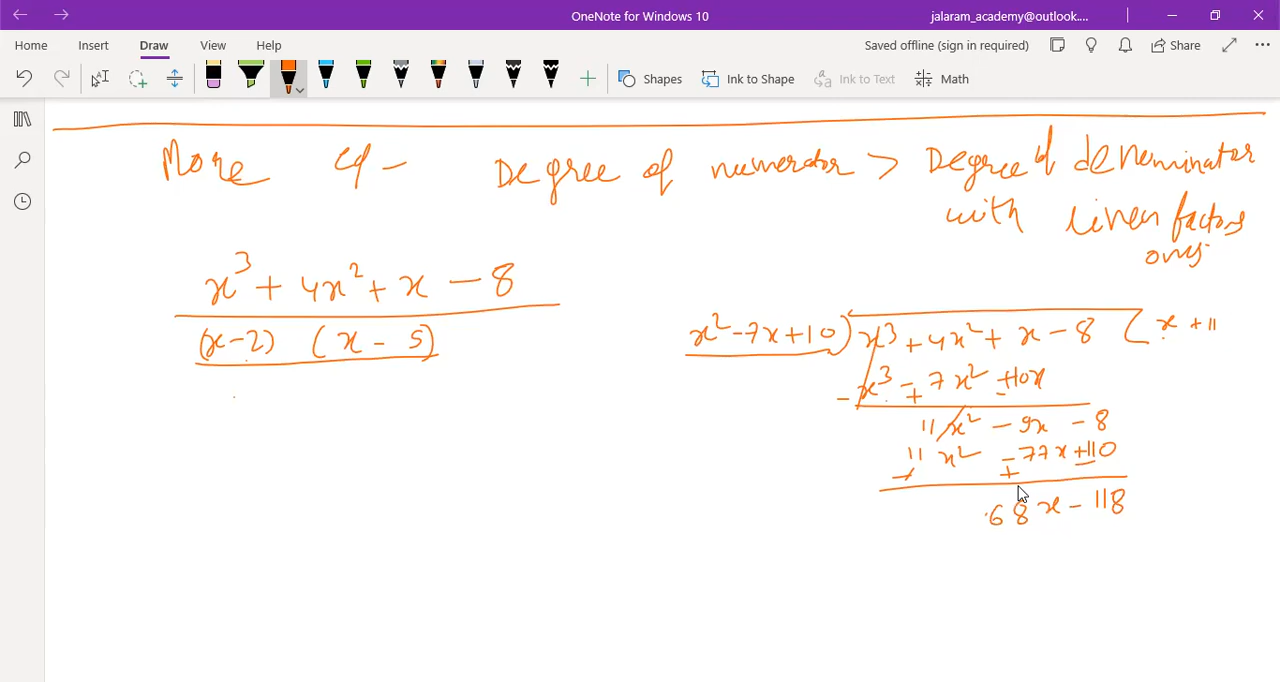 OneNote for Windows 10
jalaram_academy@outlook....
Home Insert Draw View Help
Saved offline (sign in required) Share
Shapes Ink to Shape Ink to Text Math
More Degree of numerator > Degree of denominator
with linear factors
x³ + 4x² + x - 8
(x-2) (x-5)
x² - 7x + 10) x³ + 4x² + x - 8 (x + 11
- x³ - 7x² + 10x
+ -
11x² - 9x - 8
11x² - 77x + 110
- + -
68x - 118